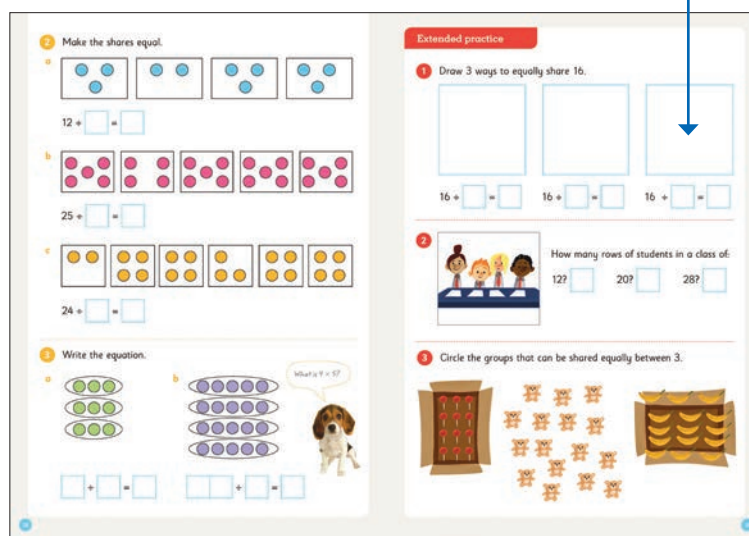 2 Make the shares equal.
a
12 ÷ =
b
25 ÷ =
c
24 ÷ =
3 Write the equation.
a
b
What is 4 × 5?
÷ =
÷ =
Extended practice
1 Draw 3 ways to equally share 16.
16 ÷ = 16 ÷ = 16 ÷ =
2
How many rows of students in a class of:
12? 20? 28?
3 Circle the groups that can be shared equally between 3.